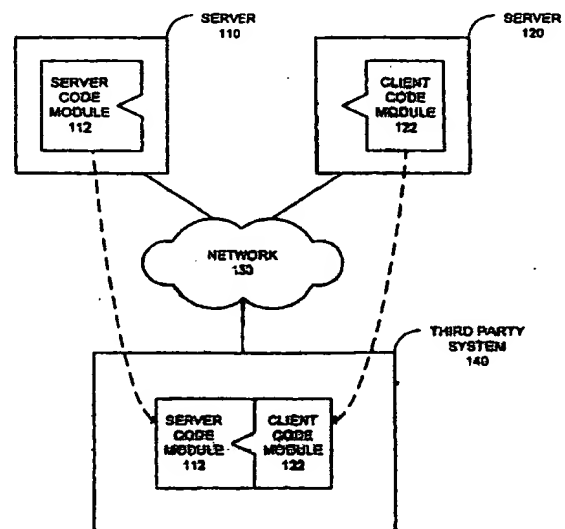 SERVER
110
SERVER
120
SERVER
CODE
MODULE
112
CLIENT
CODE
MODULE
122
NETWORK
130
THIRD PARTY
SYSTEM
140
SERVER
CODE
MODULE
112
CLIENT
CODE
MODULE
122